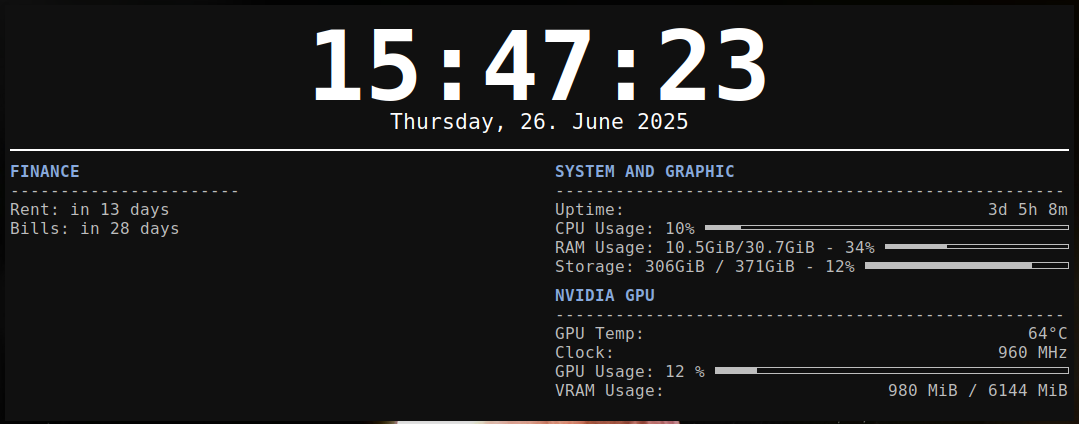 15:47:23
Thursday, 26. June 2025
FINANCE
-----------------------
Rent: in 13 days
Bills: in 28 days
SYSTEM AND GRAPHIC
---------------------------------------------------
Uptime: 3d 5h 8m
CPU Usage: 10%
RAM Usage: 10.5GiB/30.7GiB - 34%
Storage: 306GiB / 371GiB - 12%
NVIDIA GPU
---------------------------------------------------
GPU Temp: 64°C
Clock: 960 MHz
GPU Usage: 12 %
VRAM Usage: 980 MiB / 6144 MiB